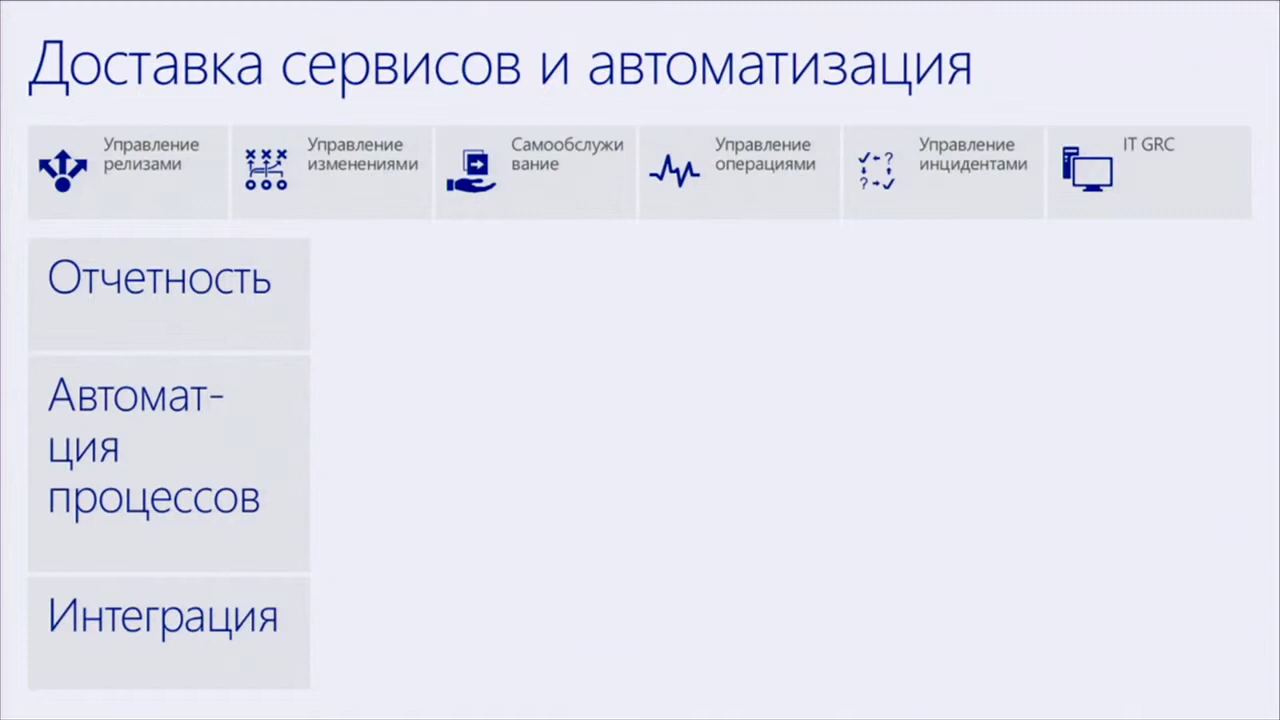 Доставка сервисов и автоматизация
Управление
релизами
Управление
изменениями
Самообслужи
вание
Управление
операциями
Управление
инцидентами
IT GRC
Отчетность
Автомат-
ция
процессов
Интеграция